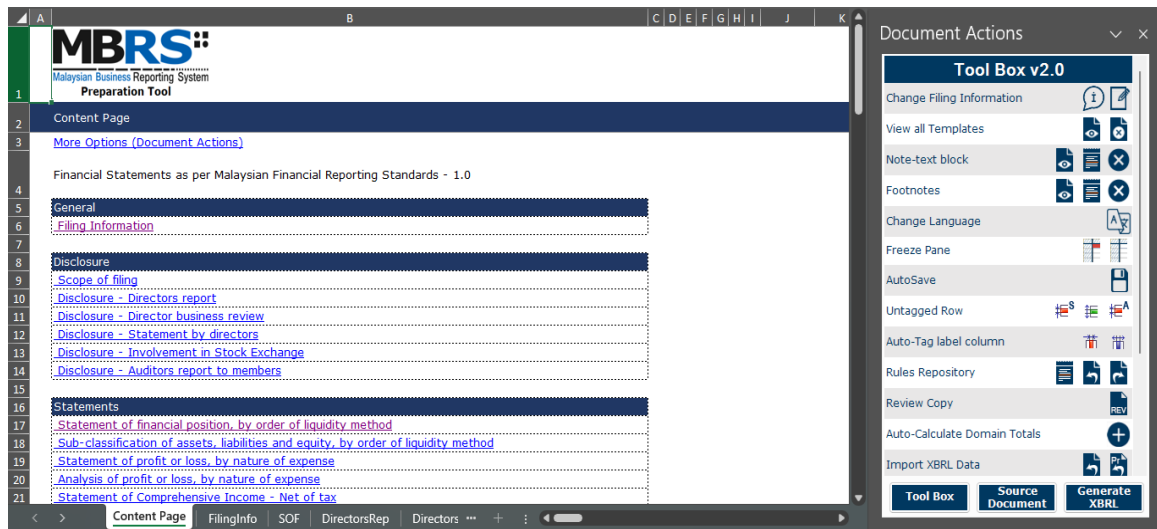 A B C D E F G H I J K
1
MBRS
Malaysian Business Reporting System
Preparation Tool
2 Content Page
3 More Options (Document Actions)
4 Financial Statements as per Malaysian Financial Reporting Standards - 1.0
5 General
6 Filing Information
7
8 Disclosure
9 Scope of filing
10 Disclosure - Directors report
11 Disclosure - Director business review
12 Disclosure - Statement by directors
13 Disclosure - Involvement in Stock Exchange
14 Disclosure - Auditors report to members
15
16 Statements
17 Statement of financial position, by order of liquidity method
18 Sub-classification of assets, liabilities and equity, by order of liquidity method
19 Statement of profit or loss, by nature of expense
20 Analysis of profit or loss, by nature of expense
21 Statement of Comprehensive Income - Net of tax
Content Page FilingInfo SOF DirectorsRep Directors ...
Document Actions
Tool Box v2.0
Change Filing Information
View all Templates
Note-text block
Footnotes
Change Language
Freeze Pane
AutoSave
Untagged Row S A
Auto-Tag label column
Rules Repository
Review Copy REV
Auto-Calculate Domain Totals
Import XBRL Data Pr
Tool Box
Source Document
Generate XBRL